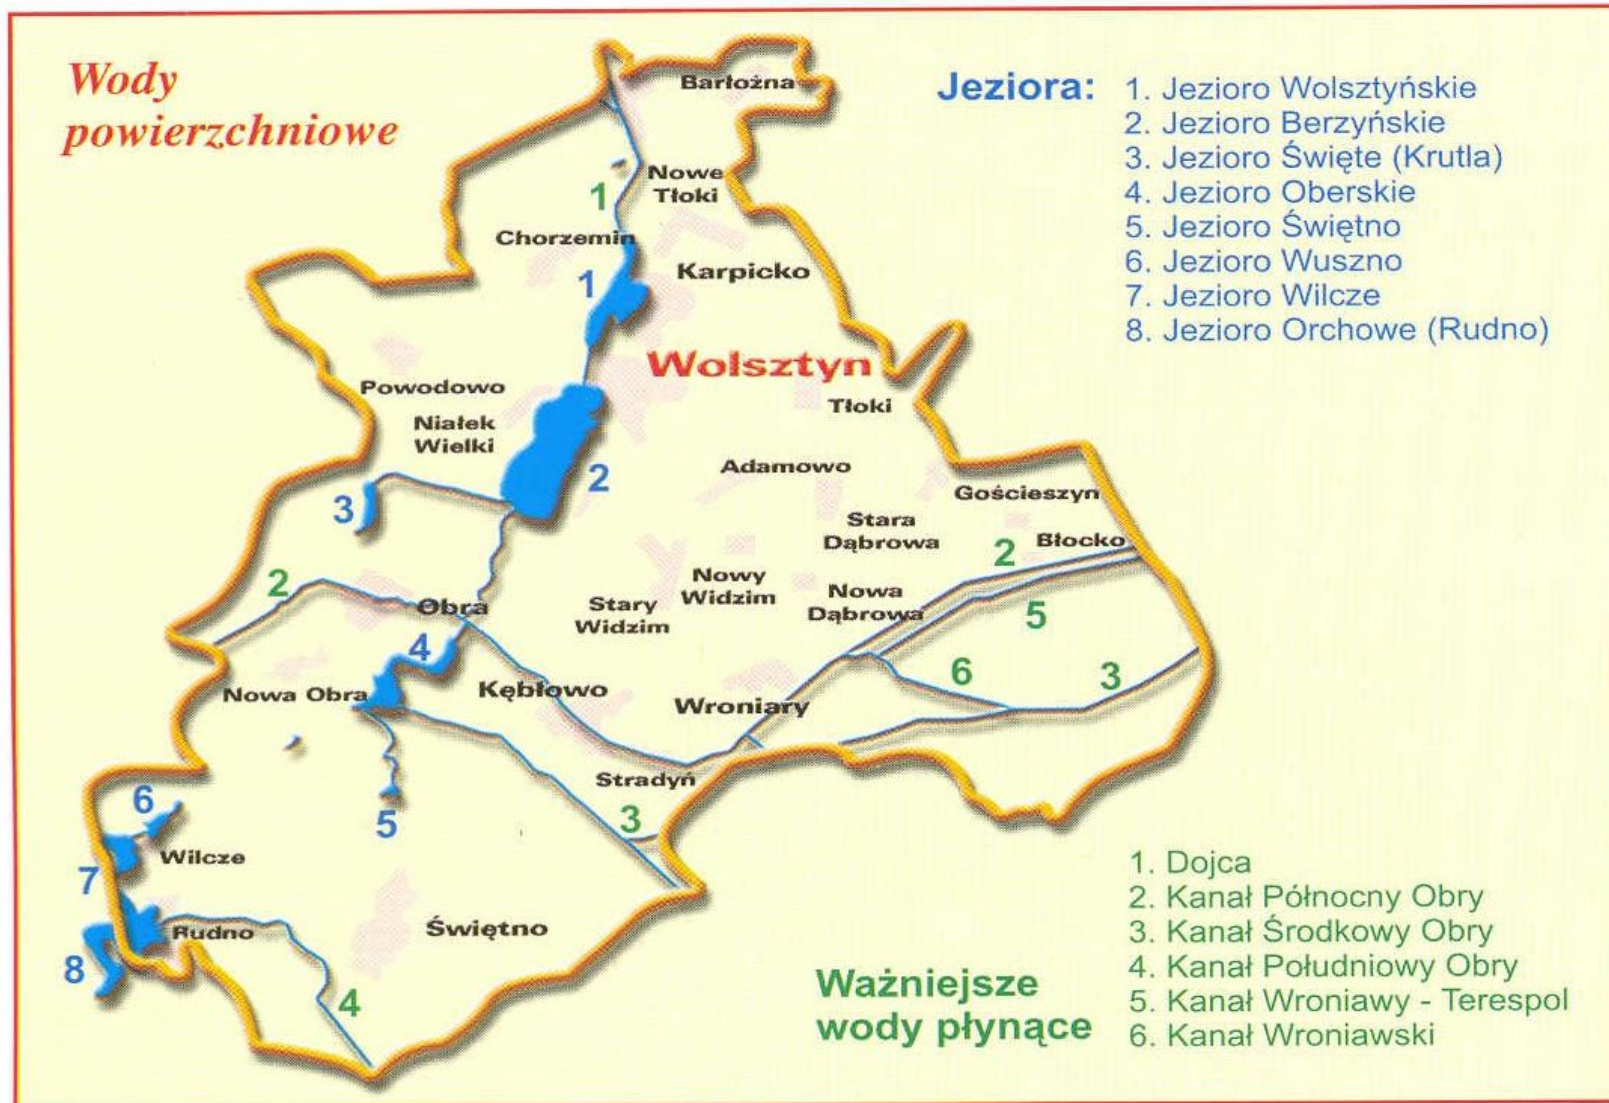 Wody
powierzchniowe
Jeziora:
1. Jezioro Wolsztyńskie
2. Jezioro Berzyńskie
3. Jezioro Święte (Krutla)
4. Jezioro Oberskie
5. Jezioro Świętno
6. Jezioro Wuszno
7. Jezioro Wilcze
8. Jezioro Orchowe (Rudno)
Barłożna
Nowe
Tłoki
1
Chorzemin
1
Karpicko
Wolsztyn
Tłoki
Powodowo
Niałek
Wielki
2
3
Adamowo
Gościeszyn
Stara
Dąbrowa
2
Błocko
2
Obra
Stary
Widzim
Nowy
Widzim
Nowa
Dąbrowa
5
4
6
3
Nowa Obra
Kębłowo
Wroniary
Stradyń
3
5
6
Wilcze
7
Rudno
Świętno
8
4
Ważniejsze
wody płynące
1. Dojca
2. Kanał Północny Obry
3. Kanał Środkowy Obry
4. Kanał Południowy Obry
5. Kanał Wroniawy - Terespol
6. Kanał Wroniawski